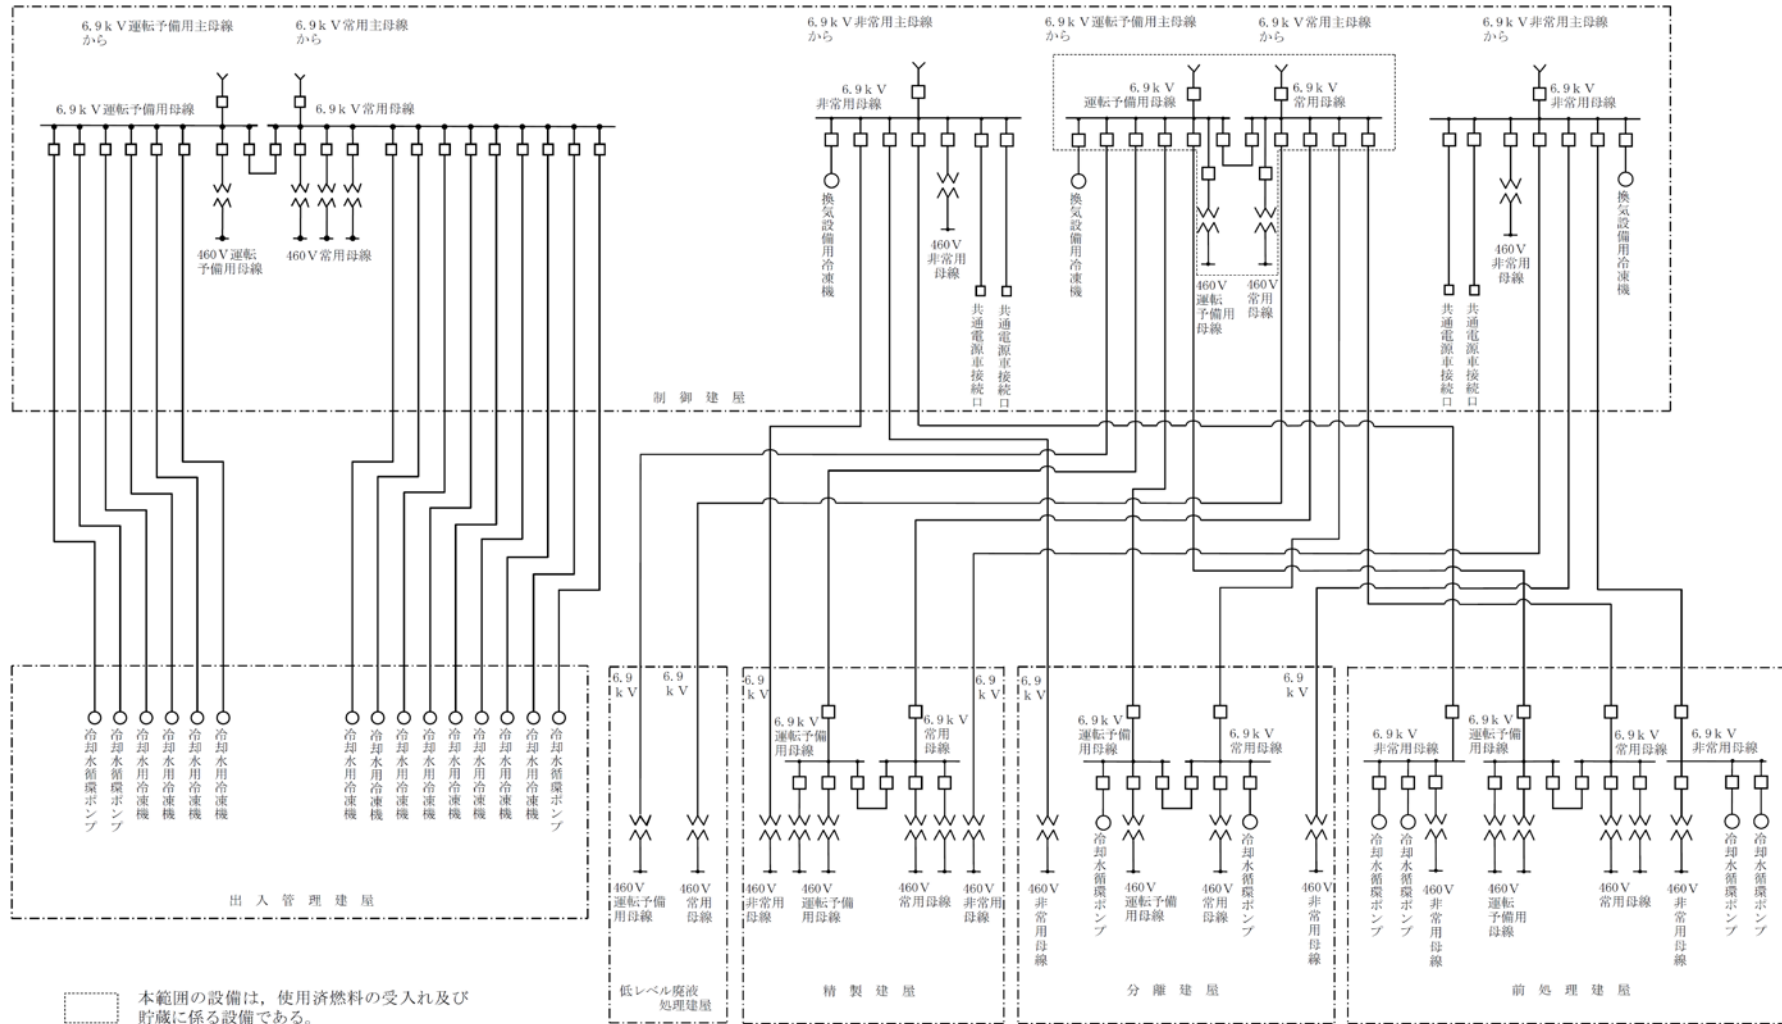 6.9kV運転予備用主母線
から
6.9kV常用主母線
から
6.9kV非常用主母線
から
6.9kV運転予備用主母線
から
6.9kV常用主母線
から
6.9kV非常用主母線
から
6.9kV運転予備用母線
6.9kV常用母線
6.9kV
非常用母線
6.9kV
運転予備用母線
6.9kV
常用母線
6.9kV
非常用母線
460V運転
予備用母線
460V常用母線
換気設備用冷凍機
460V
非常用
母線
共通電源車接続口
共通電源車接続口
換気設備用冷凍機
460V
運転
予備用
母線
460V
常用
母線
共通電源車接続口
共通電源車接続口
460V
非常用
母線
換気設備用冷凍機
制御建屋
冷却水循環ポンプ
冷却水循環ポンプ
冷却水用冷凍機
冷却水用冷凍機
冷却水用冷凍機
冷却水用冷凍機
冷却水用冷凍機
冷却水用冷凍機
冷却水用冷凍機
冷却水用冷凍機
冷却水用冷凍機
冷却水用冷凍機
冷却水用冷凍機
冷却水用冷凍機
冷却水循環ポンプ
出入管理建屋
6.9
kV
6.9
kV
460V
運転予備
用母線
460V
常用
母線
低レベル廃液
処理建屋
6.9
kV
6.9kV
運転予備
用母線
6.9kV
常用
母線
6.9
kV
460V
非常用
母線
460V
運転予備
用母線
460V
常用母線
460V
非常用
母線
精製建屋
6.9
kV
6.9kV
運転予備
用母線
6.9kV
常用母線
6.9
kV
460V
非常用母線
冷却水循環ポンプ
460V
運転予備
用母線
460V
常用
母線
冷却水循環ポンプ
460V
非常用母線
分離建屋
6.9kV
非常用母線
6.9kV
運転予備
用母線
6.9kV
常用母線
6.9kV
非常用母線
冷却水循環ポンプ
冷却水循環ポンプ
460V
非常用母線
460V
運転
予備用
母線
460V
常用母線
460V
非常用母線
冷却水循環ポンプ
冷却水循環ポンプ
前処理建屋
本範囲の設備は，使用済燃料の受入れ及び
貯蔵に係る設備である。